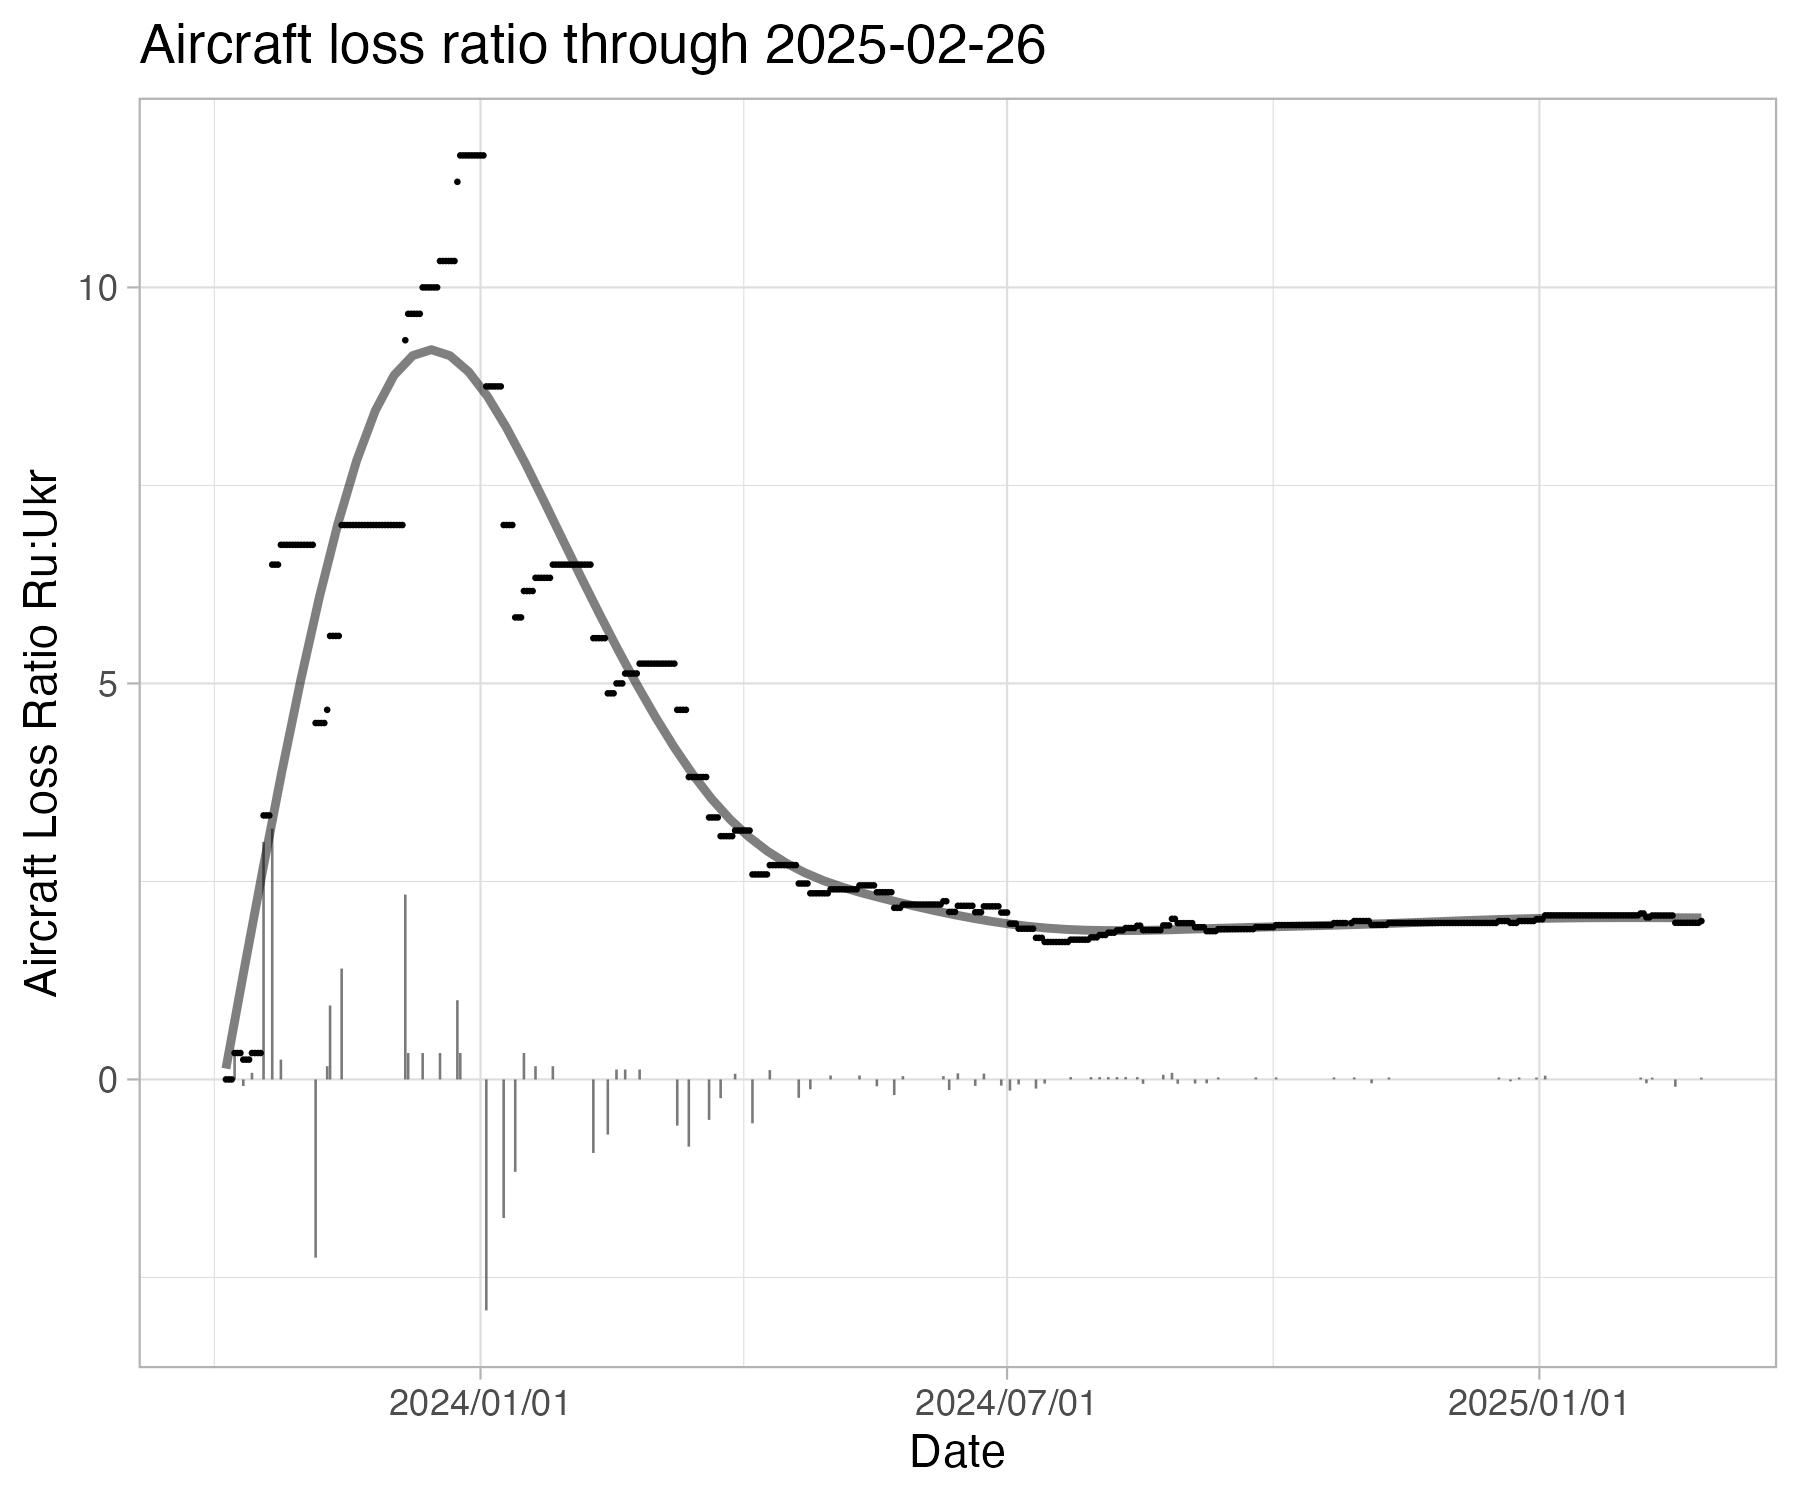 Aircraft loss ratio through 2025-02-26
Aircraft Loss Ratio Ru:Ukr
10
5
0
2024/01/01
2024/07/01
2025/01/01
Date